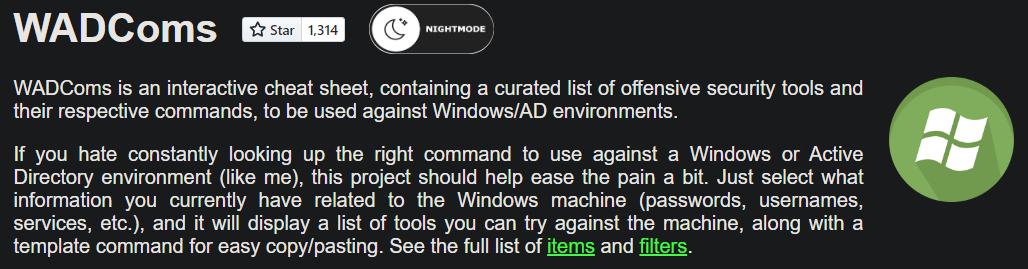 WADComs
Star 1,314
NIGHTMODE
WADComs is an interactive cheat sheet, containing a curated list of offensive security tools and
their respective commands, to be used against Windows/AD environments.
If you hate constantly looking up the right command to use against a Windows or Active
Directory environment (like me), this project should help ease the pain a bit. Just select what
information you currently have related to the Windows machine (passwords, usernames,
services, etc.), and it will display a list of tools you can try against the machine, along with a
template command for easy copy/pasting. See the full list of items and filters.